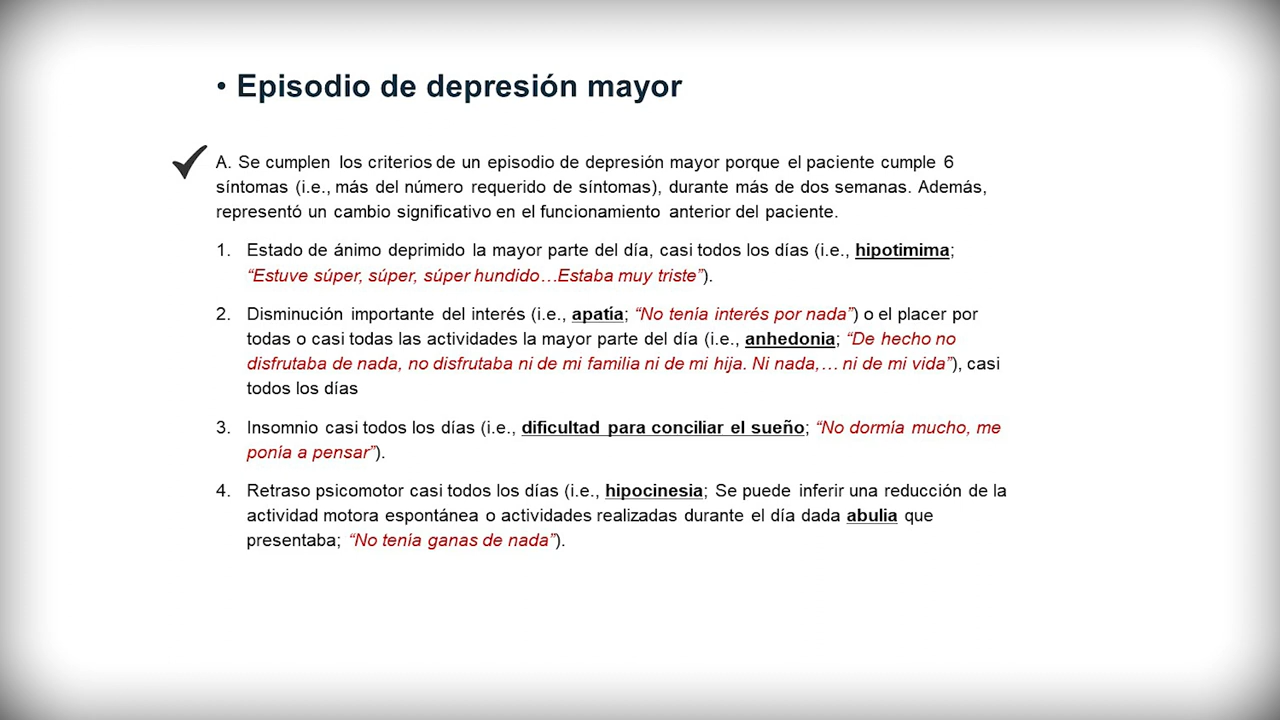 • Episodio de depresión mayor
A. Se cumplen los criterios de un episodio de depresión mayor porque el paciente cumple 6
síntomas (i.e., más del número requerido de síntomas), durante más de dos semanas. Además,
representó un cambio significativo en el funcionamiento anterior del paciente.
1. Estado de ánimo deprimido la mayor parte del día, casi todos los días (i.e., hipotimima;
“Estuve súper, súper, súper hundido…Estaba muy triste”).
2. Disminución importante del interés (i.e., apatía; “No tenía interés por nada”) o el placer por
todas o casi todas las actividades la mayor parte del día (i.e., anhedonia; “De hecho no
disfrutaba de nada, no disfrutaba ni de mi familia ni de mi hija. Ni nada,… ni de mi vida”), casi
todos los días
3. Insomnio casi todos los días (i.e., dificultad para conciliar el sueño; “No dormía mucho, me
ponía a pensar”).
4. Retraso psicomotor casi todos los días (i.e., hipocinesia; Se puede inferir una reducción de la
actividad motora espontánea o actividades realizadas durante el día dada abulia que
presentaba; “No tenía ganas de nada”).